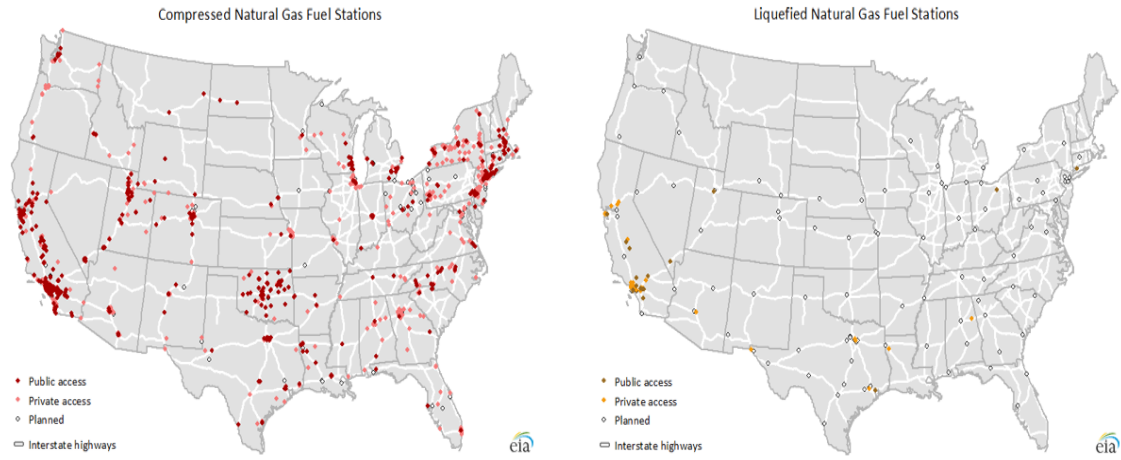 Compressed Natural Gas Fuel Stations
Public access
Private access
Planned
Interstate highways
eia
Liquefied Natural Gas Fuel Stations
Public access
Private access
Planned
Interstate highways
eia